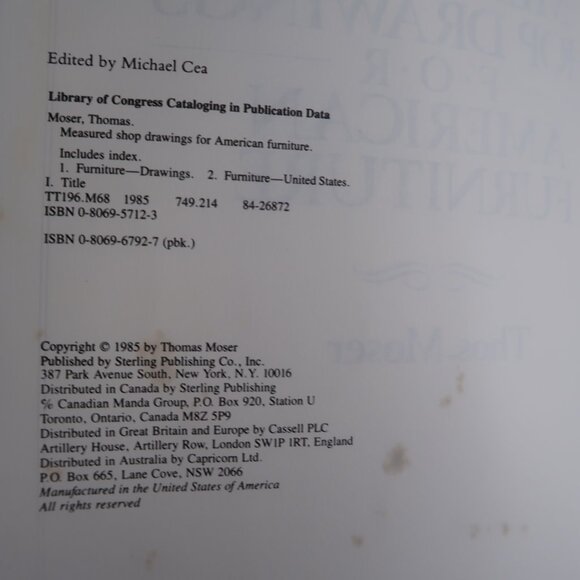 Edited by Michael Cea
Library of Congress Cataloging in Publication Data
Moser, Thomas.
Measured shop drawings for American furniture.
Includes index.
1. Furniture—Drawings. 2. Furniture—United States.
I. Title
TT196.M68 1985 749.214 84-26872
ISBN 0-8069-5712-3
ISBN 0-8069-6792-7 (pbk.)
Copyright © 1985 by Thomas Moser
Published by Sterling Publishing Co., Inc.
387 Park Avenue South, New York, N.Y. 10016
Distributed in Canada by Sterling Publishing
℅ Canadian Manda Group, P.O. Box 920, Station U
Toronto, Ontario, Canada M8Z 5P9
Distributed in Great Britain and Europe by Cassell PLC
Artillery House, Artillery Row, London SW1P 1RT, England
Distributed in Australia by Capricorn Ltd.
P.O. Box 665, Lane Cove, NSW 2066
Manufactured in the United States of America
All rights reserved
DRAWINGS
FOR
AMERICAN
Thos Moser